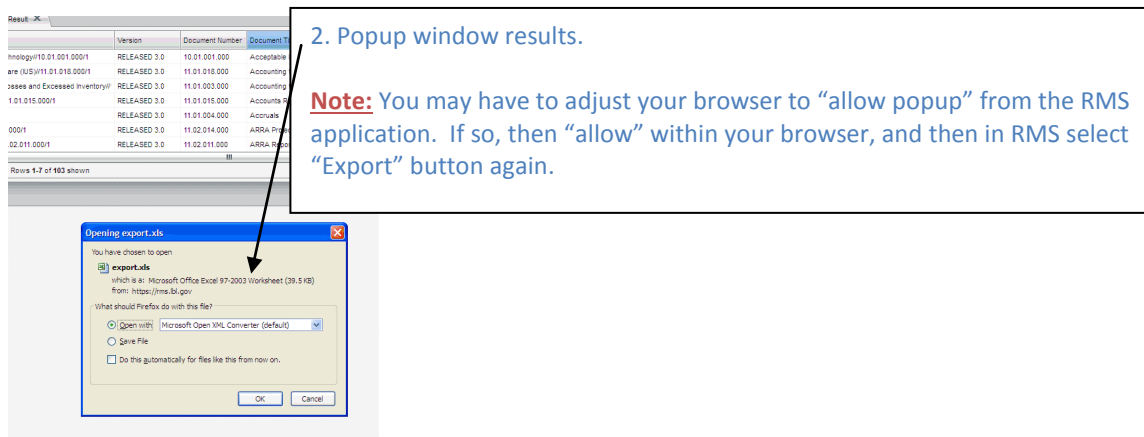 Result X
Version Document Number Document Ti
hnology//10.01.001.000/1 RELEASED 3.0 10.01.001.000 Acceptable
are (IUS)//11.01.018.000/1 RELEASED 3.0 11.01.018.000 Accounting
osses and Excessed Inventory// RELEASED 3.0 11.01.003.000 Accounting
1.01.015.000/1 RELEASED 3.0 11.01.015.000 Accounts R
RELEASED 3.0 11.01.004.000 Accruals
000/1 RELEASED 3.0 11.02.014.000 ARRA Projec
.02.011.000/1 RELEASED 3.0 11.02.011.000 ARRA Repor
Rows 1-7 of 103 shown
2. Popup window results.
Note: You may have to adjust your browser to “allow popup” from the RMS
application. If so, then “allow” within your browser, and then in RMS select
“Export” button again.
Opening export.xls
You have chosen to open
export.xls
which is a: Microsoft Office Excel 97-2003 Worksheet (39.5 KB)
from: https://rms.lbl.gov
What should Firefox do with this file?
Open with Microsoft Open XML Converter (default)
Save File
Do this automatically for files like this from now on.
OK Cancel